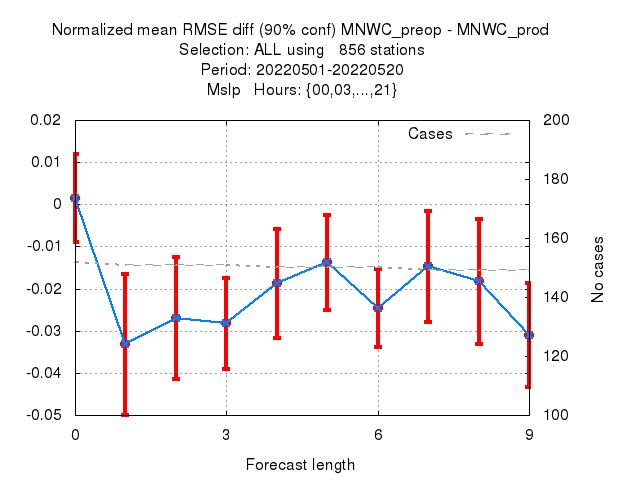 Normalized mean RMSE diff (90% conf) MNWC_preop - MNWC_prod
Selection: ALL using   856 stations
Period: 20220501-20220520
Mslp   Hours: {00,03,...,21}
Cases
0.02
0.01
0
-0.01
-0.02
-0.03
-0.04
-0.05
200
180
160
140
120
100
No cases
0 3 6 9
Forecast length